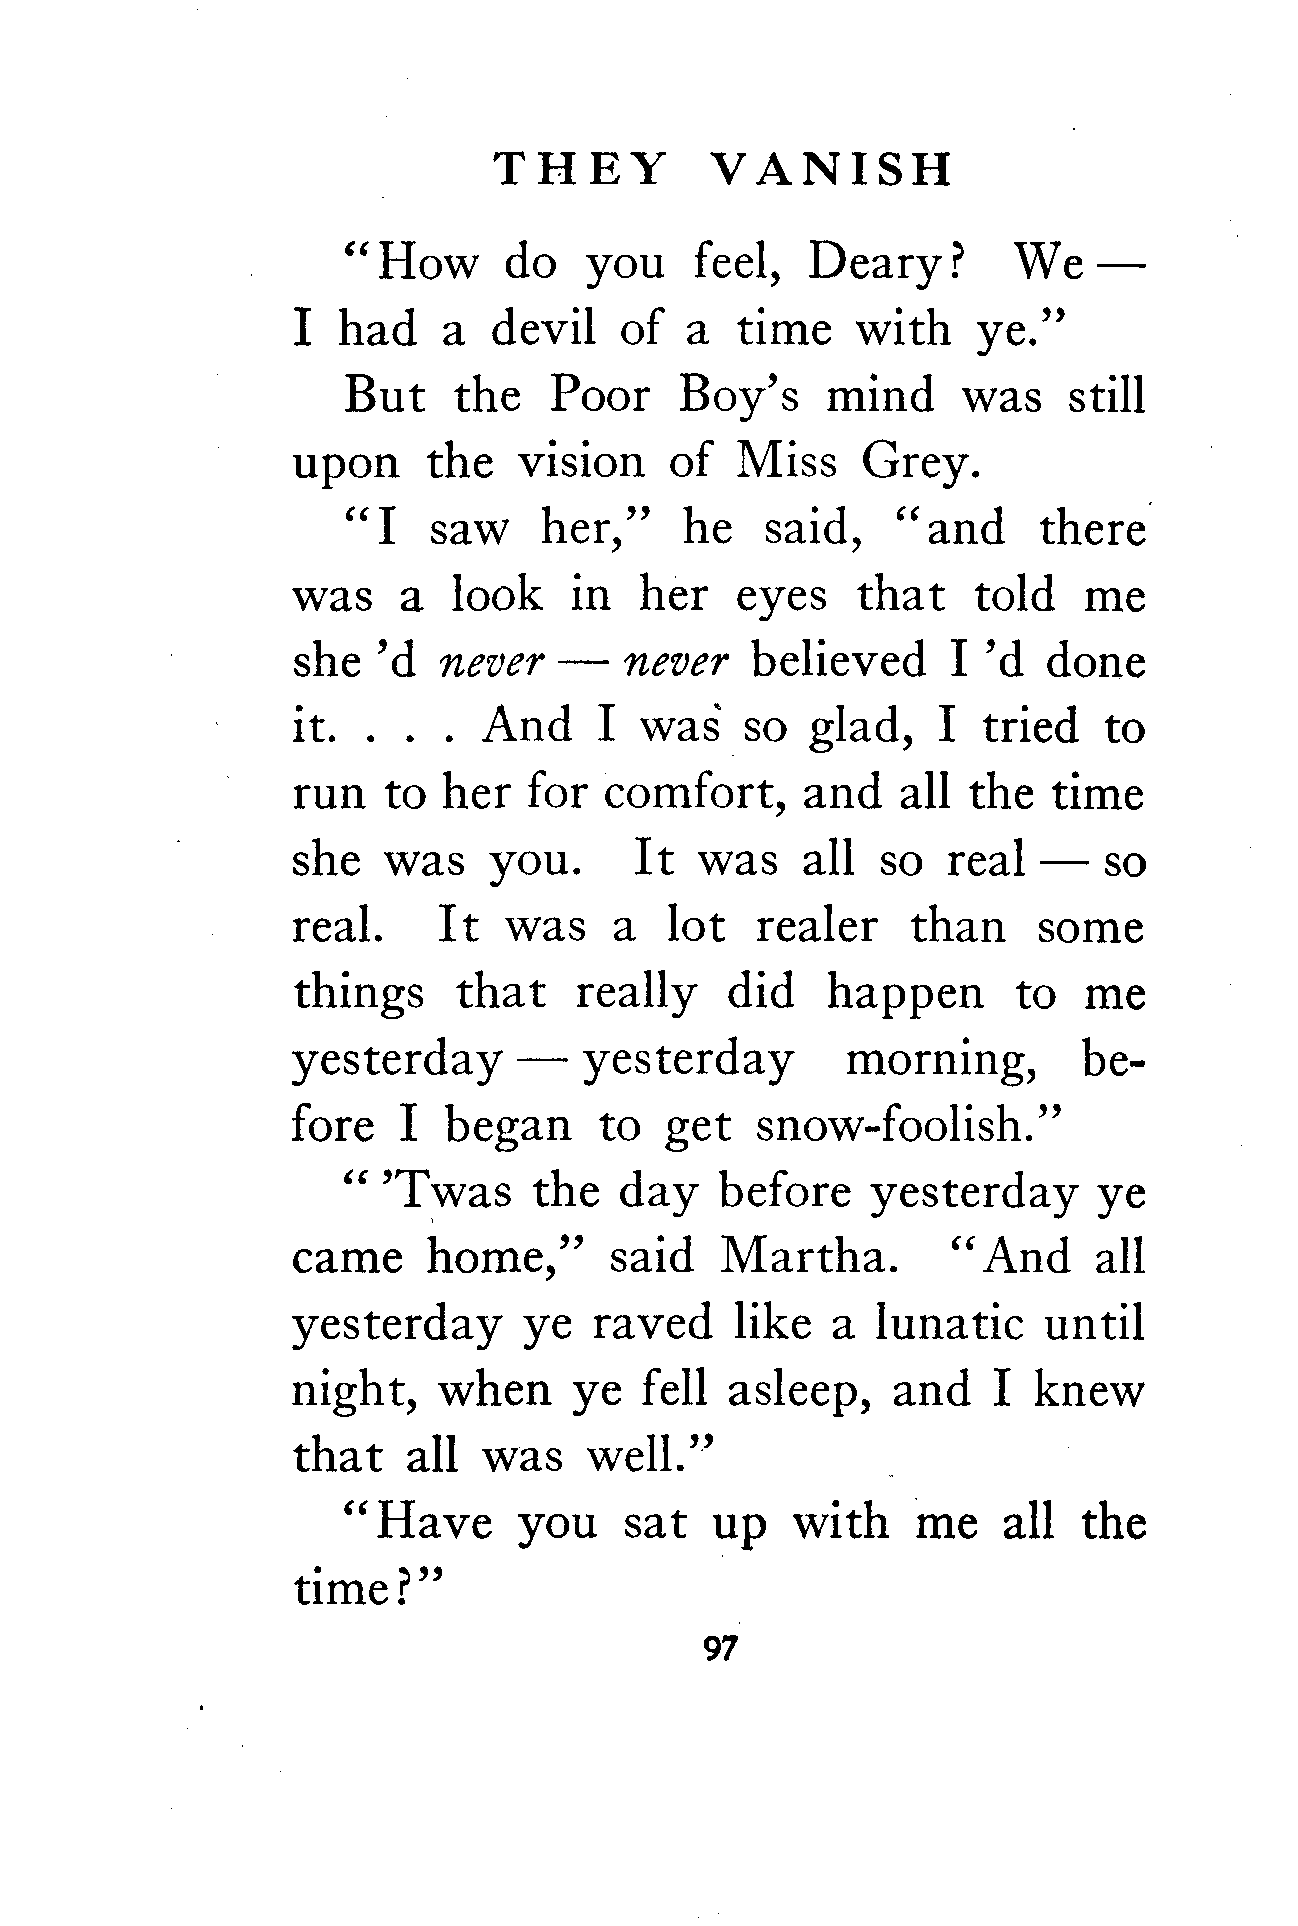 THEY VANISH
“How do you feel, Deary? We —
I had a devil of a time with ye.”
But the Poor Boy’s mind was still
upon the vision of Miss Grey.
“I saw her,” he said, “and there
was a look in her eyes that told me
she ’d never — never believed I ’d done
it. . . . And I was so glad, I tried to
run to her for comfort, and all the time
she was you. It was all so real — so
real. It was a lot realer than some
things that really did happen to me
yesterday — yesterday morning, be-
fore I began to get snow-foolish.”
“ ’Twas the day before yesterday ye
came home,” said Martha. “And all
yesterday ye raved like a lunatic until
night, when ye fell asleep, and I knew
that all was well.”
“Have you sat up with me all the
time?”
97